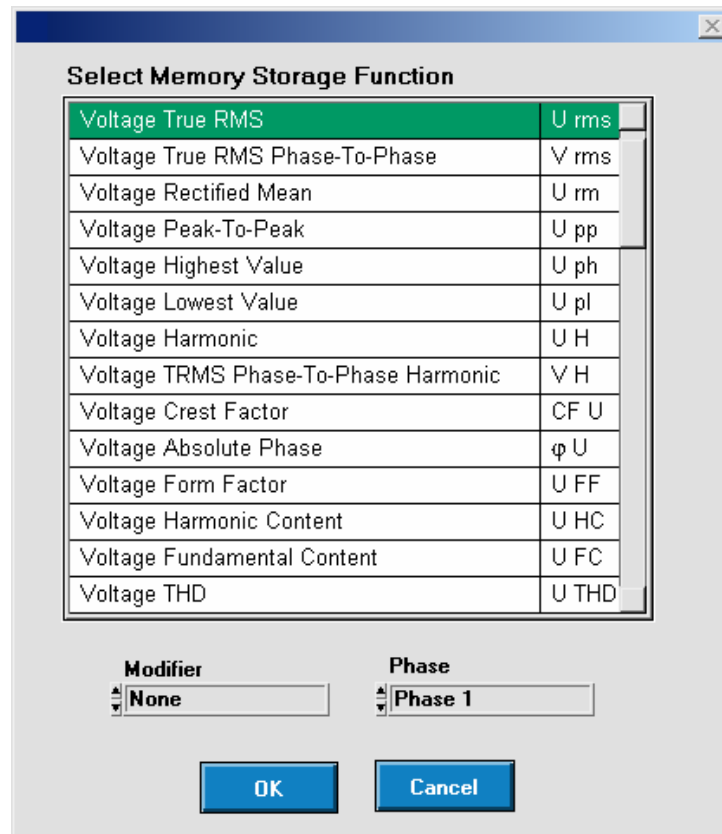 Select Memory Storage Function
Voltage True RMS U rms
Voltage True RMS Phase-To-Phase V rms
Voltage Rectified Mean U rm
Voltage Peak-To-Peak U pp
Voltage Highest Value U ph
Voltage Lowest Value U pl
Voltage Harmonic U H
Voltage TRMS Phase-To-Phase Harmonic V H
Voltage Crest Factor CF U
Voltage Absolute Phase φ U
Voltage Form Factor U FF
Voltage Harmonic Content U HC
Voltage Fundamental Content U FC
Voltage THD U THD
Modifier Phase
None Phase 1
OK Cancel